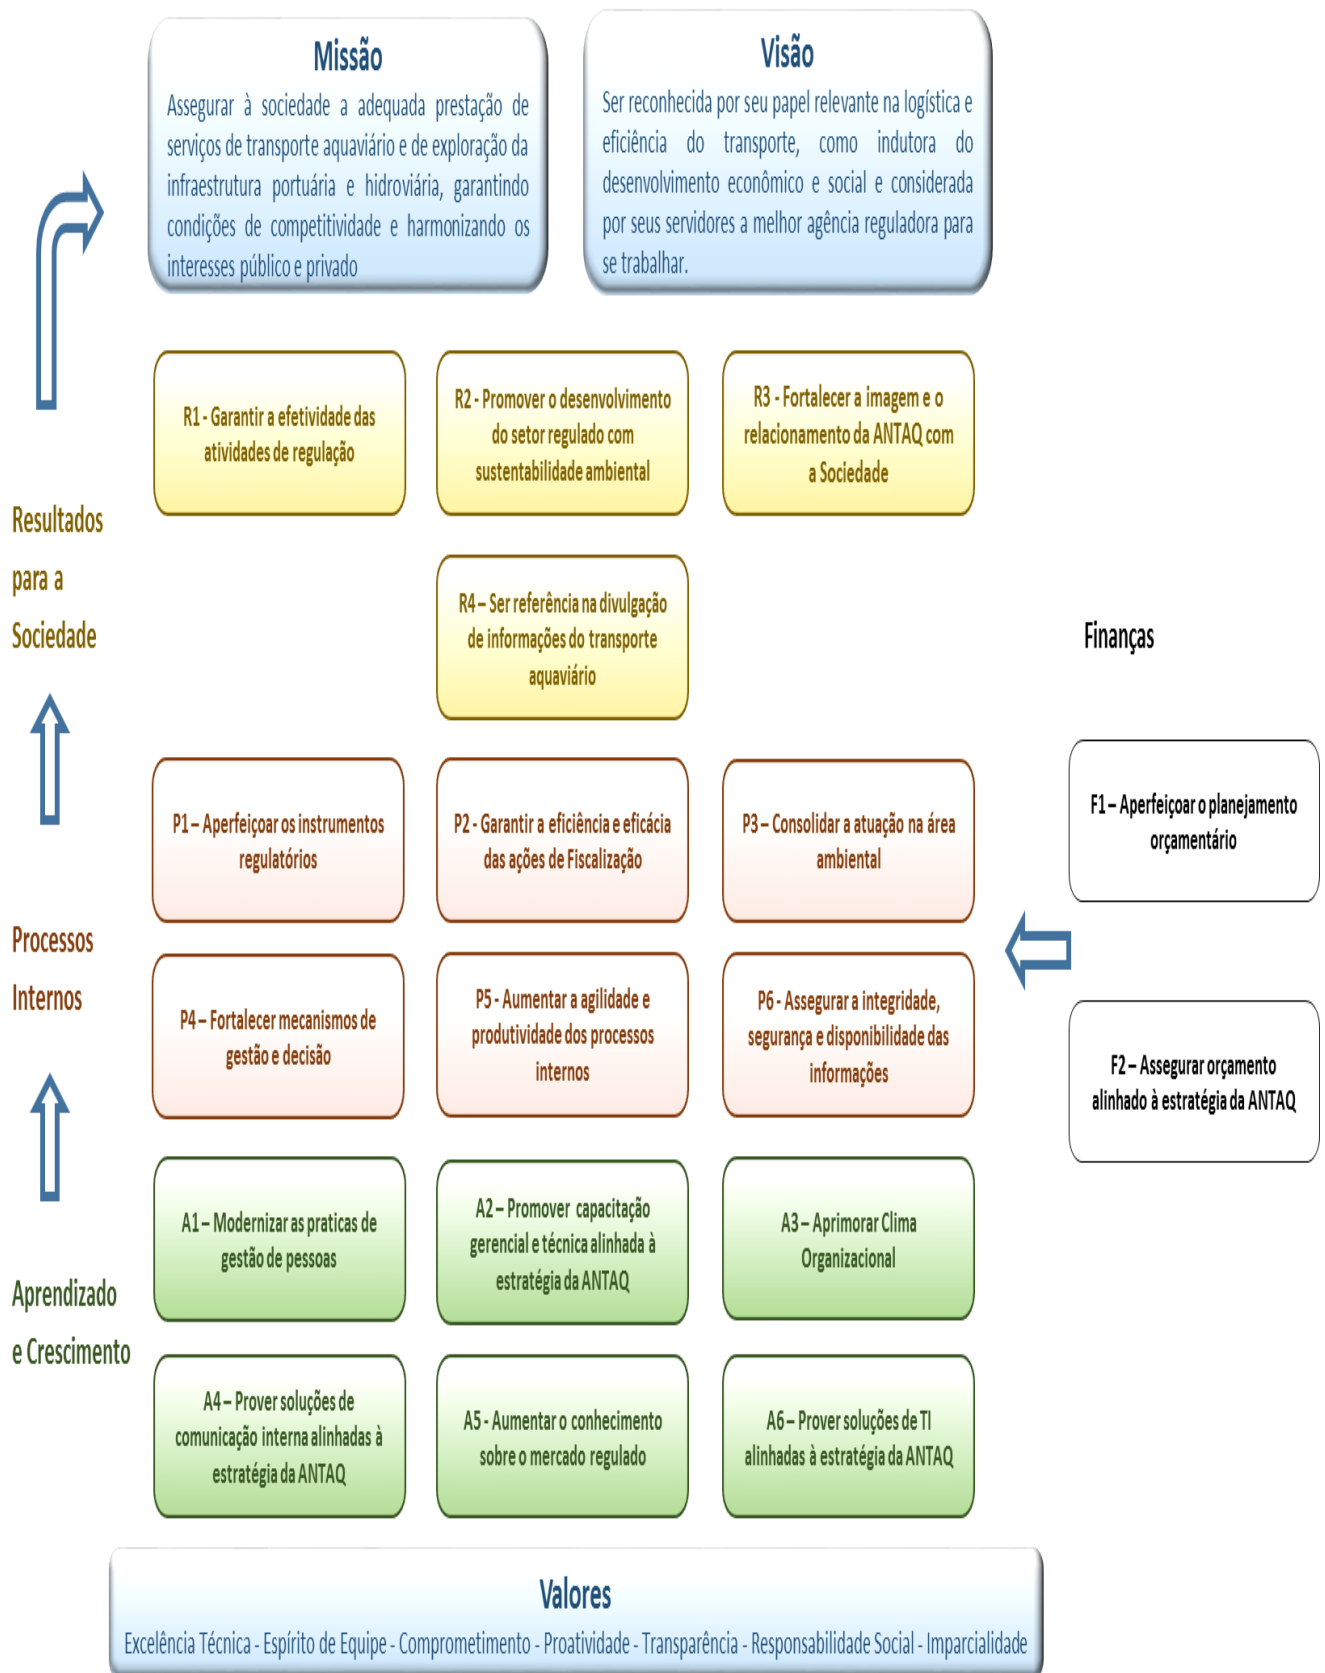 Missão
Assegurar à sociedade a adequada prestação de
serviços de transporte aquaviário e de exploração da
infraestrutura portuária e hidroviária, garantindo
condições de competitividade e harmonizando os
interesses público e privado
Visão
Ser reconhecida por seu papel relevante na logística e
eficiência do transporte, como indutora do
desenvolvimento econômico e social e considerada
por seus servidores a melhor agência reguladora para
se trabalhar.
Resultados
para a
Sociedade
R1 - Garantir a efetividade das
atividades de regulação
R2 - Promover o desenvolvimento
do setor regulado com
sustentabilidade ambiental
R3 - Fortalecer a imagem e o
relacionamento da ANTAQ com
a Sociedade
R4 – Ser referência na divulgação
de informações do transporte
aquaviário
Processos
Internos
P1 – Aperfeiçoar os instrumentos
regulatórios
P2 - Garantir a eficiência e eficácia
das ações de Fiscalização
P3 – Consolidar a atuação na área
ambiental
P4 – Fortalecer mecanismos de
gestão e decisão
P5 - Aumentar a agilidade e
produtividade dos processos
internos
P6 - Assegurar a integridade,
segurança e disponibilidade das
informações
Finanças
F1 – Aperfeiçoar o planejamento
orçamentário
F2 – Assegurar orçamento
alinhado à estratégia da ANTAQ
Aprendizado
e Crescimento
A1 – Modernizar as praticas de
gestão de pessoas
A2 – Promover capacitação
gerencial e técnica alinhada à
estratégia da ANTAQ
A3 – Aprimorar Clima
Organizacional
A4 – Prover soluções de
comunicação interna alinhadas à
estratégia da ANTAQ
A5 - Aumentar o conhecimento
sobre o mercado regulado
A6 – Prover soluções de TI
alinhadas à estratégia da ANTAQ
Valores
Excelência Técnica - Espírito de Equipe - Comprometimento - Proatividade - Transparência - Responsabilidade Social - Imparcialidade